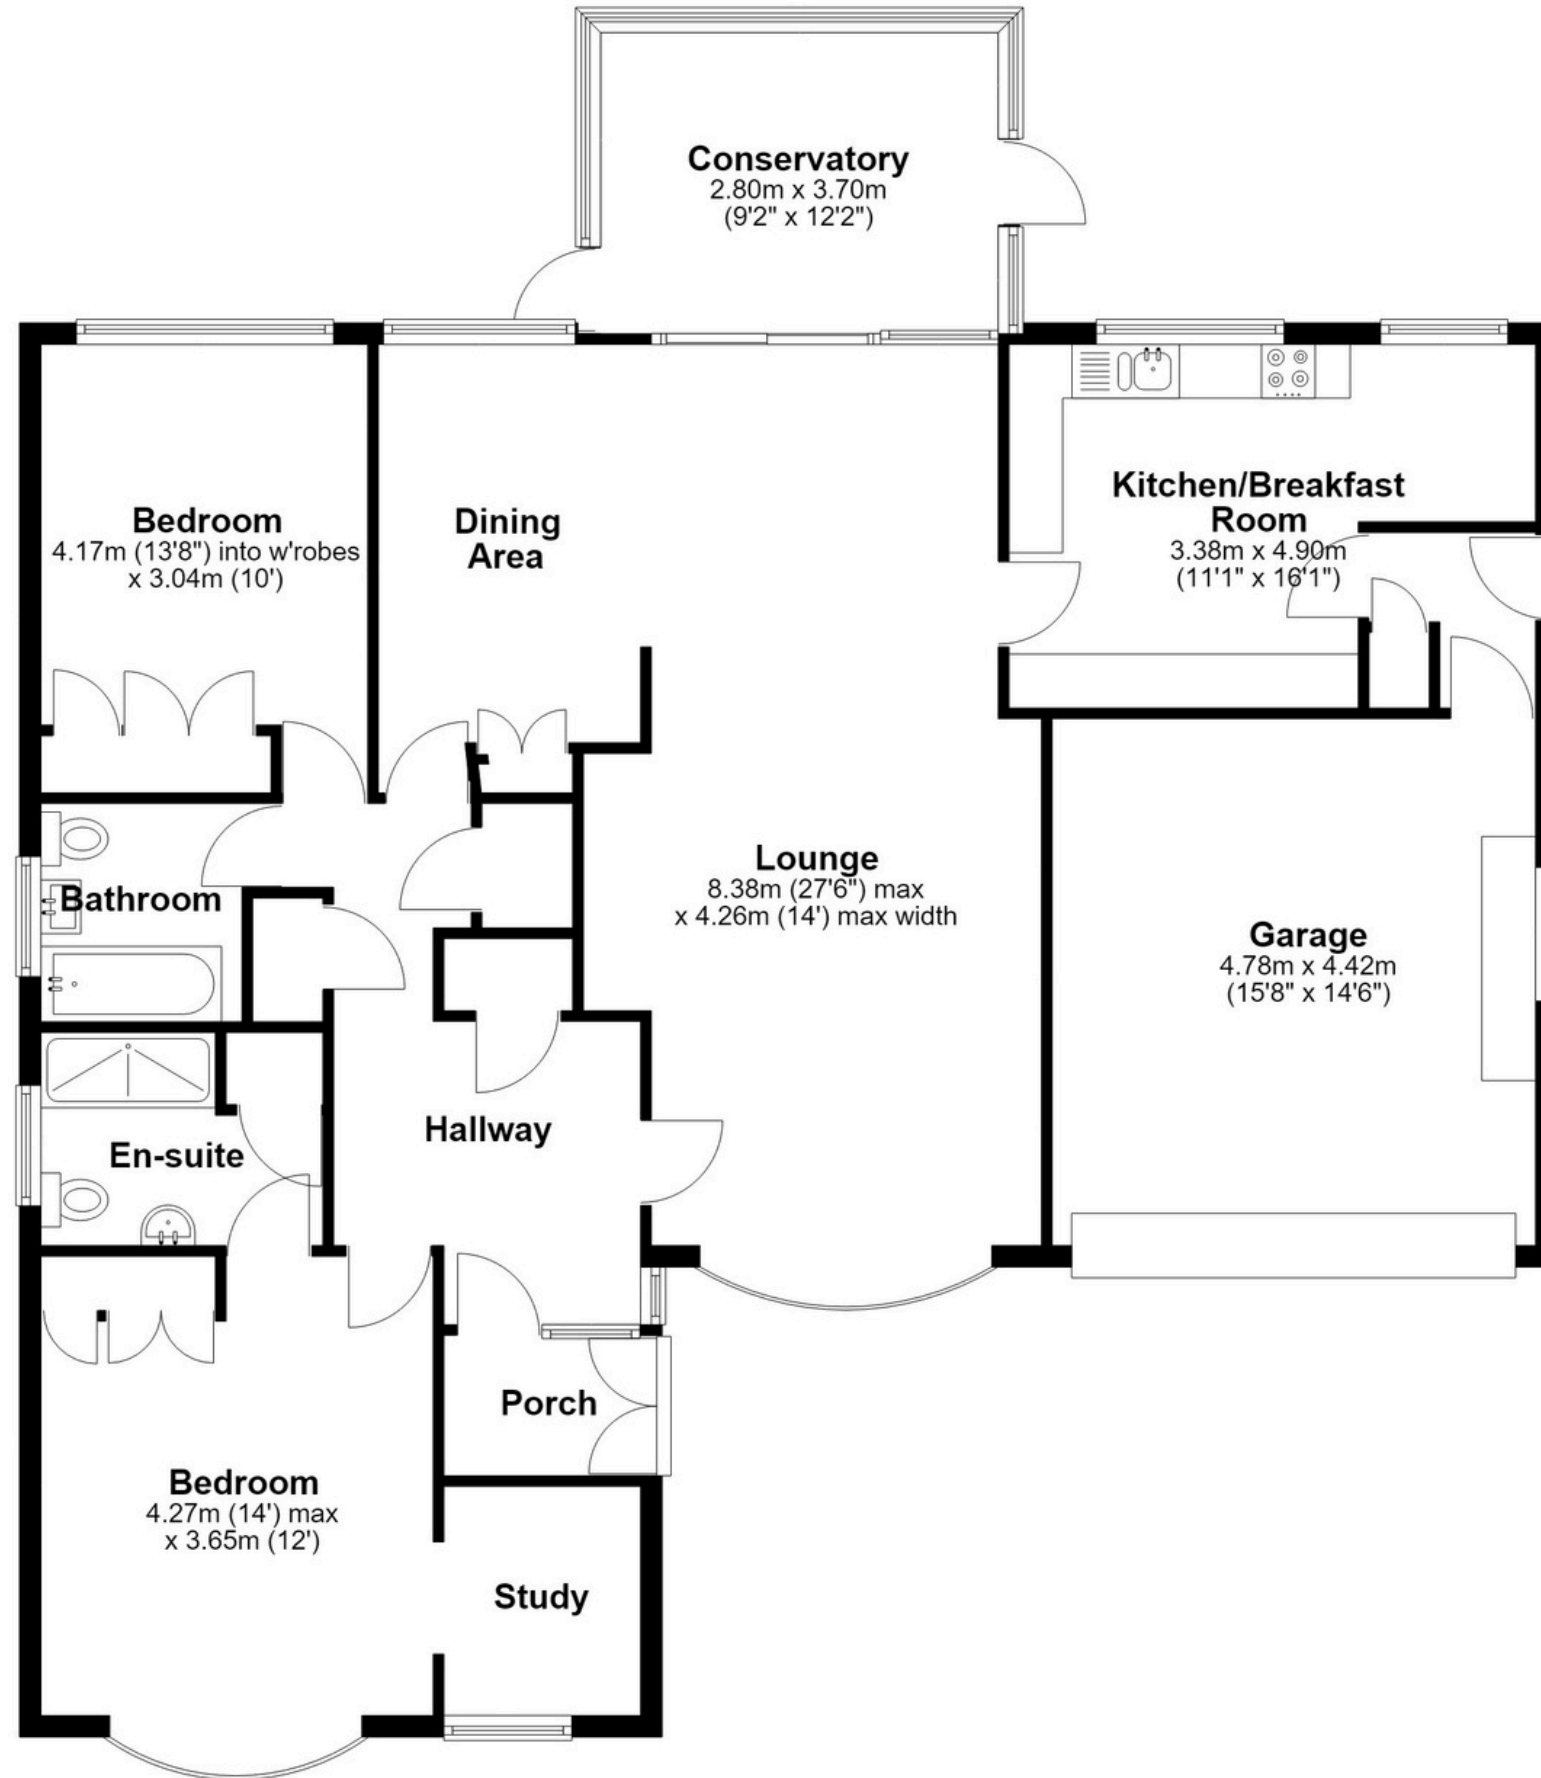 Conservatory
2.80m x 3.70m
(9'2" x 12'2")
Bedroom
4.17m (13'8") into w'robes
x 3.04m (10')
Dining
Area
Kitchen/Breakfast
Room
3.38m x 4.90m
(11'1" x 16'1")
Bathroom
Lounge
8.38m (27'6") max
x 4.26m (14') max width
Garage
4.78m x 4.42m
(15'8" x 14'6")
Hallway
En-suite
Porch
Bedroom
4.27m (14') max
x 3.65m (12')
Study